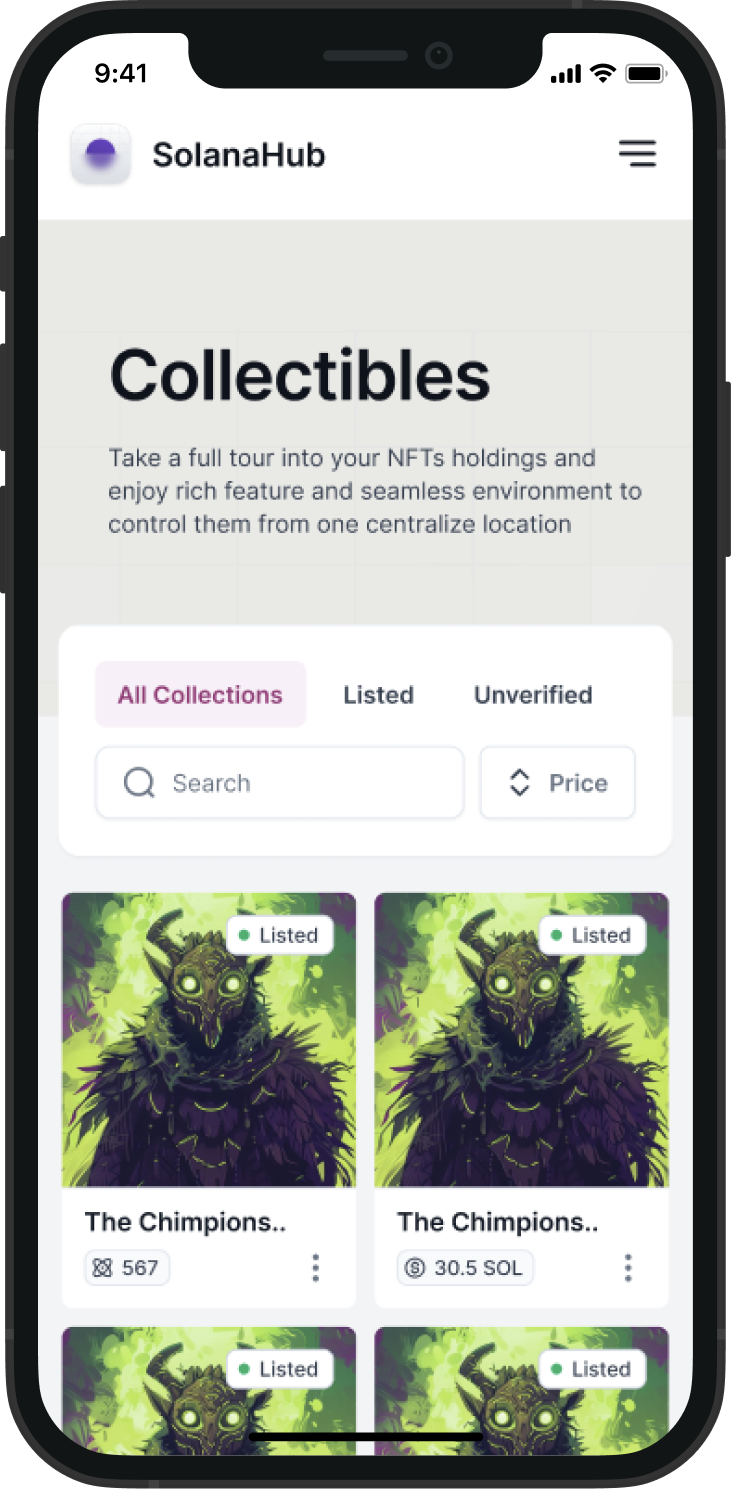 9:41
SolanaHub
Collectibles
Take a full tour into your NFTs holdings and
enjoy rich feature and seamless environment to
control them from one centralize location
All Collections Listed Unverified
Search Price
Listed Listed
The Chimpions.. The Chimpions..
567 30.5 SOL
Listed Listed